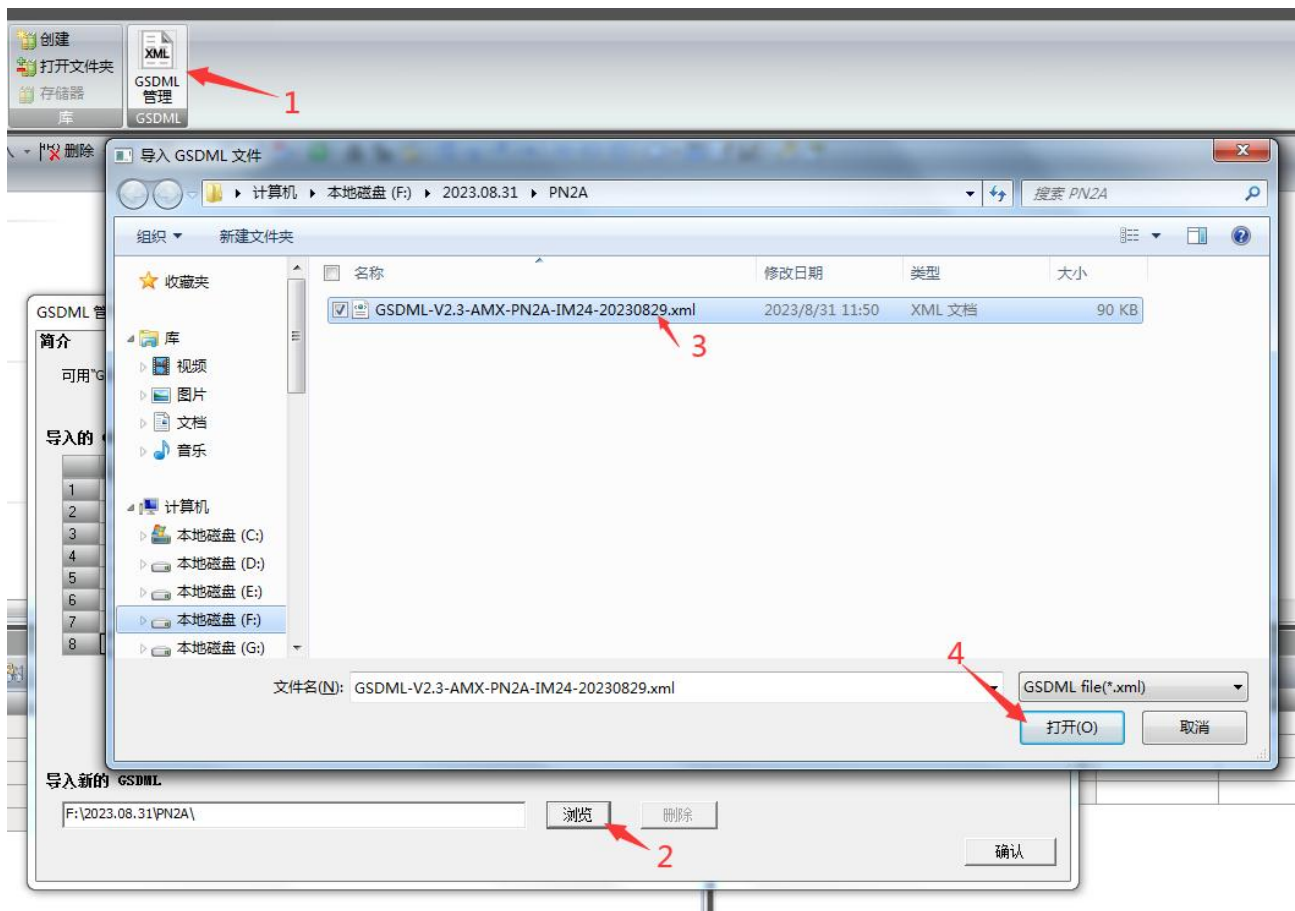 创建
打开文件夹
存储器
库
XML
GSDML
管理
GSDML
1
删除
导入 GSDML 文件
计算机 本地磁盘 (F:) 2023.08.31 PN2A
搜索 PN2A
组织 新建文件夹
收藏夹
库
视频
图片
文档
音乐
计算机
本地磁盘 (C:)
本地磁盘 (D:)
本地磁盘 (E:)
本地磁盘 (F:)
本地磁盘 (G:)
名称 修改日期 类型 大小
GSDML-V2.3-AMX-PN2A-IM24-20230829.xml 2023/8/31 11:50 XML 文档 90 KB
3
文件名(N): GSDML-V2.3-AMX-PN2A-IM24-20230829.xml
GSDML file(*.xml)
4
打开(O) 取消
GSDML
简介
可用"G
导入的
1
2
3
4
5
6
7
8
导入新的 GSDML
F:\2023.08.31\PN2A\
浏览 删除
2
确认